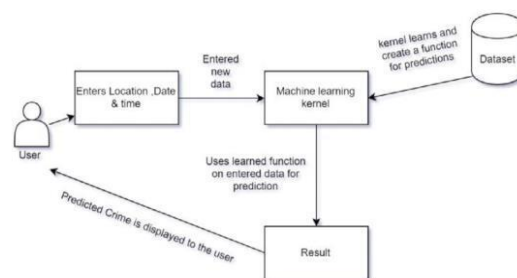 Entered
new
data
kernel learns and
create a function
for predictions
Dataset
Enters Location ,Date
& time
Machine learning
kernel
User
Uses learned function
on entered data for
prediction
Predicted Crime is displayed to the user
Result